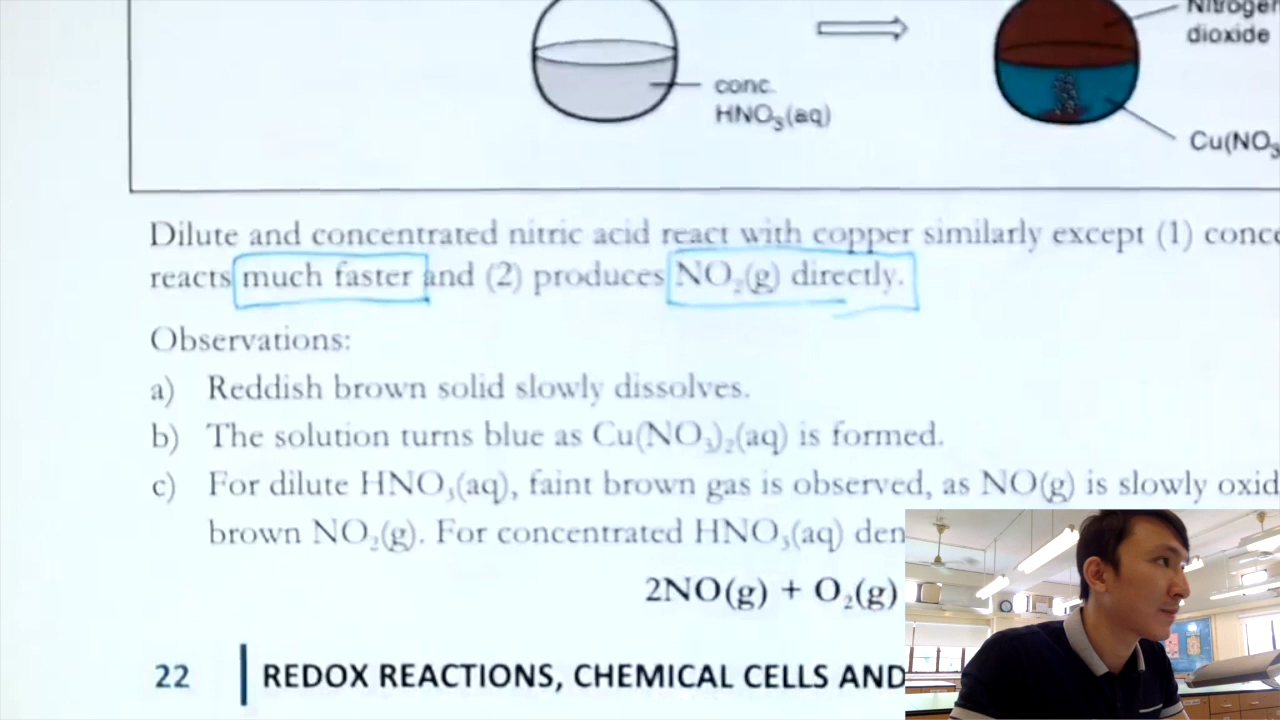 Nitrogen
dioxide
conc.
HNO₃(aq)
Cu(NO₃
Dilute and concentrated nitric acid react with copper similarly except (1) conce
reacts much faster and (2) produces NO₂(g) directly.
Observations:
a) Reddish brown solid slowly dissolves.
b) The solution turns blue as Cu(NO₃)₂(aq) is formed.
c) For dilute HNO₃(aq), faint brown gas is observed, as NO(g) is slowly oxid
brown NO₂(g). For concentrated HNO₃(aq) den
2NO(g) + O₂(g)
22 REDOX REACTIONS, CHEMICAL CELLS AND